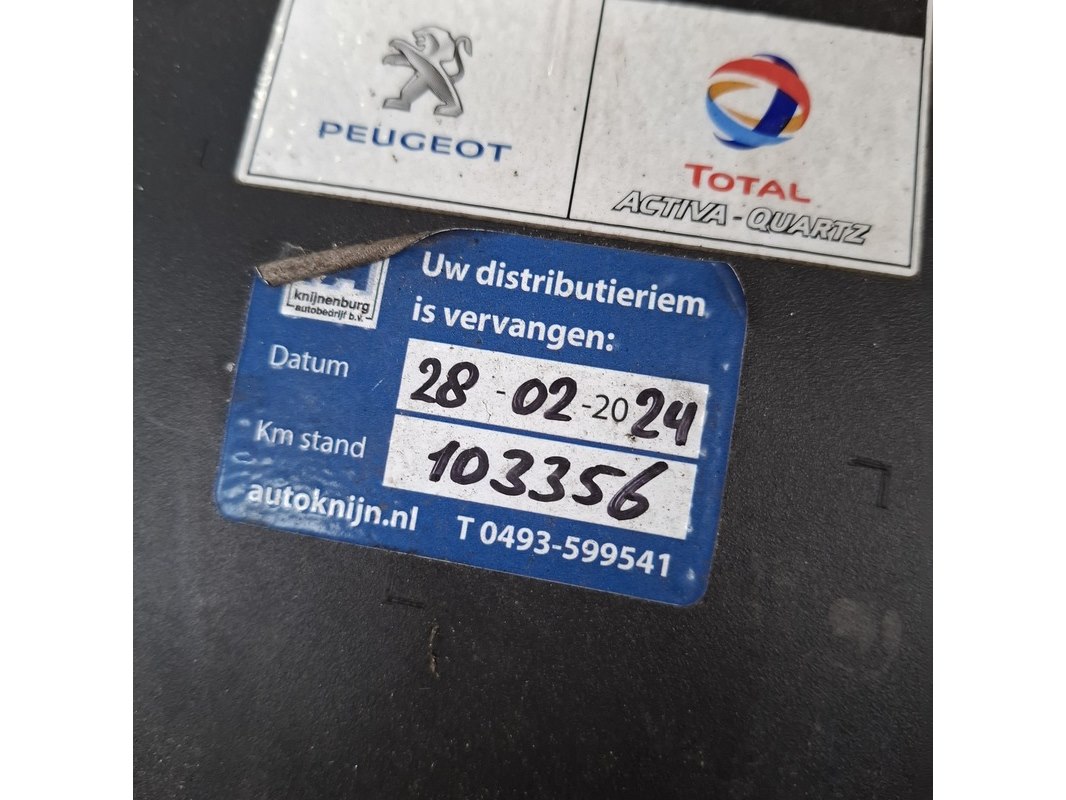 PEUGEOT
TOTAL
ACTIVA-QUARTZ
knijnenburg
autobedrijf b.v.
Uw distributieriem
is vervangen:
Datum 28-02-2024
Km stand 103356
autoknijn.nl T 0493-599541